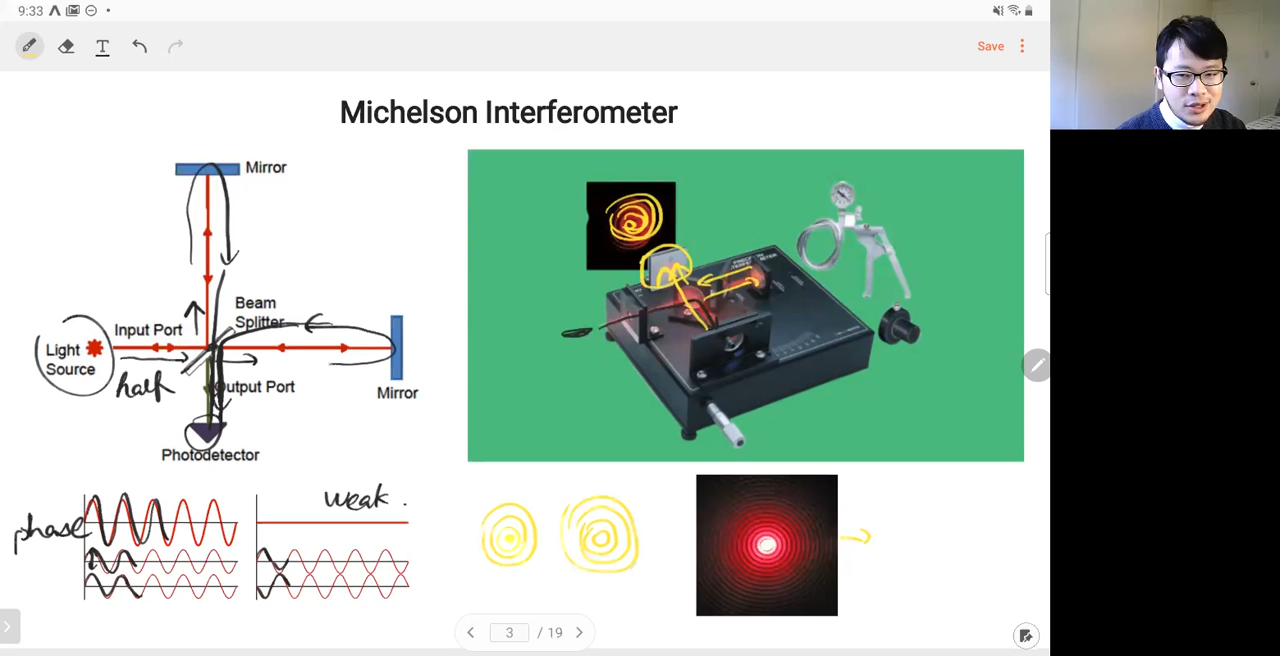 9:33
T
Save
Michelson Interferometer
Mirror
Beam
Splitter
Input Port
Light
Source
half
Output Port
Mirror
Photodetector
weak.
phase
3 / 19